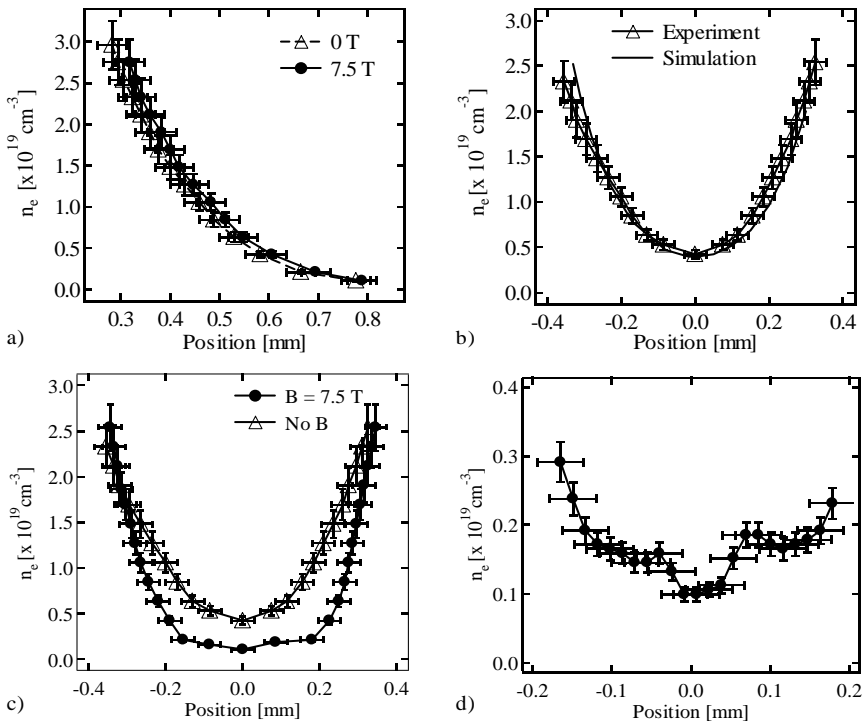 3.0
2.5
2.0
1.5
1.0
0.5
0.0
n_e [x 10^19 cm^-3]
0 T
7.5 T
0.3 0.4 0.5 0.6 0.7 0.8
Position [mm]
a)
3.0
2.5
2.0
1.5
1.0
0.5
0.0
n_e [x 10^19 cm^-3]
Experiment
Simulation
-0.4 -0.2 0.0 0.2 0.4
Position [mm]
b)
3.0
2.5
2.0
1.5
1.0
0.5
0.0
n_e [x 10^19 cm^-3]
B = 7.5 T
No B
-0.4 -0.2 0.0 0.2 0.4
Position [mm]
c)
0.4
0.3
0.2
0.1
0.0
n_e [x 10^19 cm^-3]
-0.2 -0.1 0.0 0.1 0.2
Position [mm]
d)